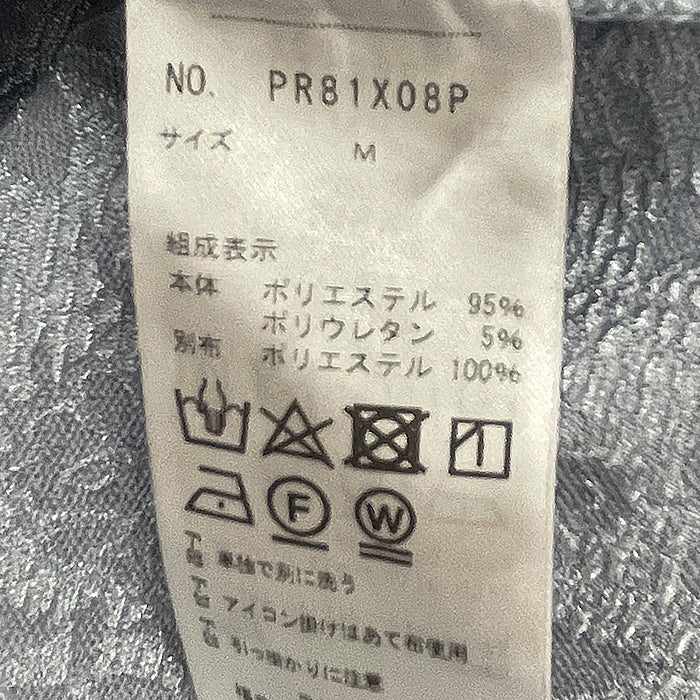 NO. PR81X08P
サイズ M
組成表示
本体 ポリエステル 95%
ポリウレタン 5%
別布 ポリエステル 100%
F W
単独で別に洗う
アイロン掛けはあて布使用
引っ掛かりに注意